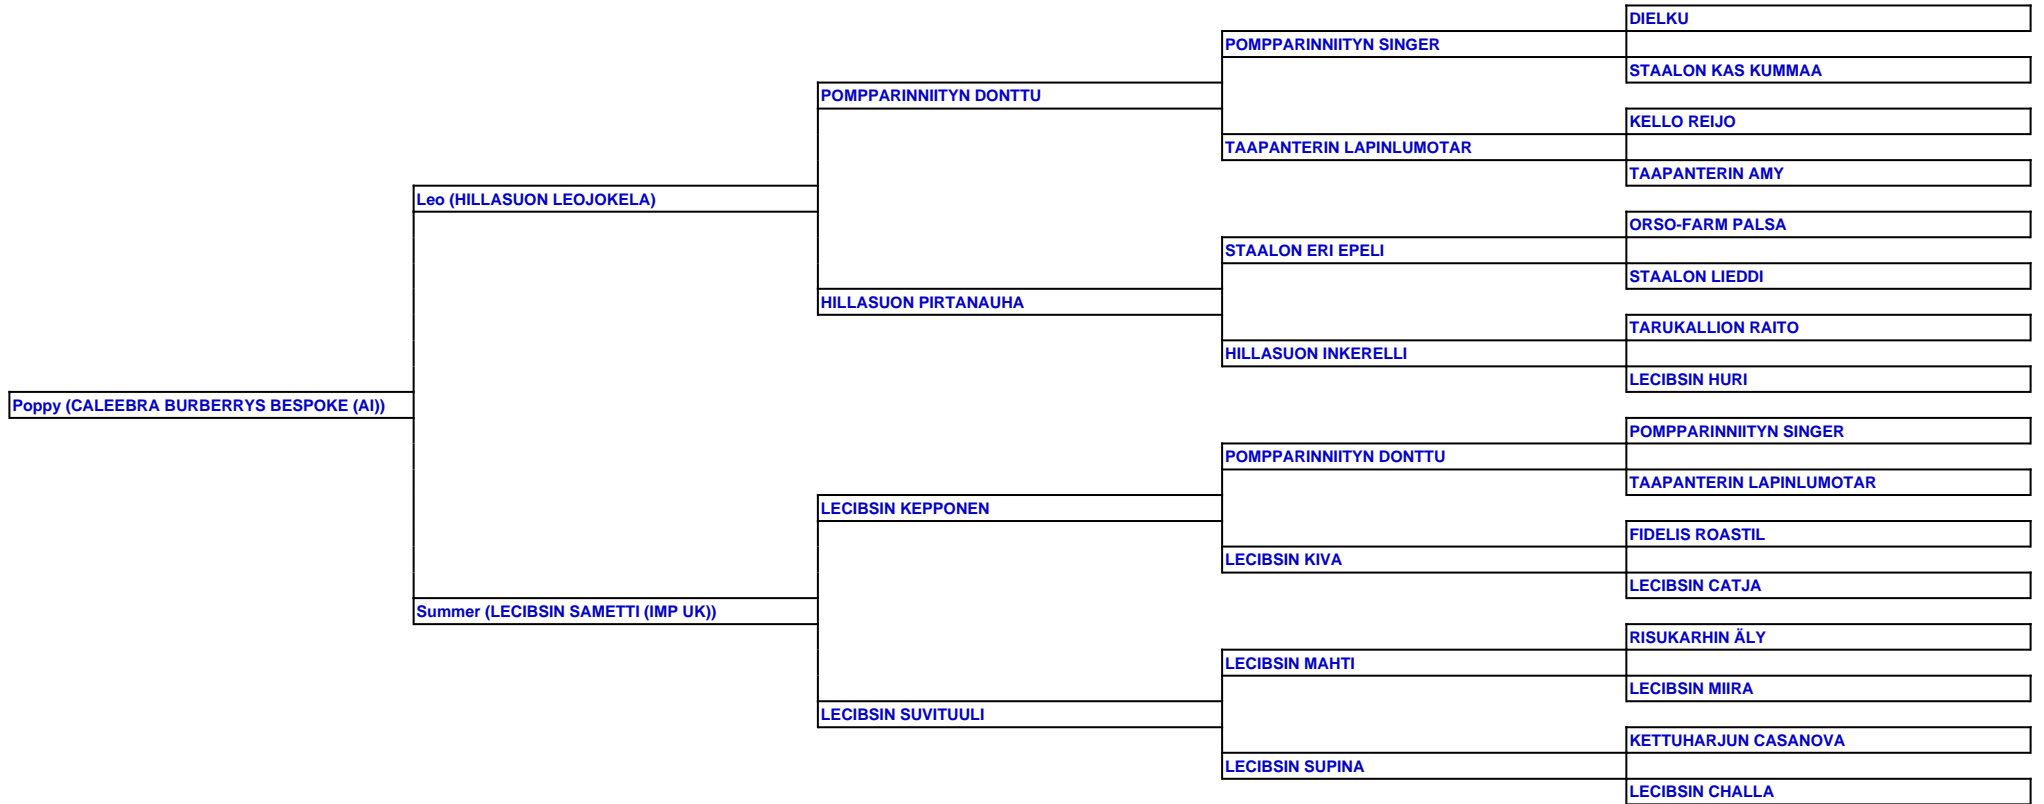 DIELKU
POMPPARINNIITYN SINGER
STAALON KAS KUMMAA
POMPPARINNIITYN DONTTU
KELLO REIJO
TAAPANTERIN LAPINLUMOTAR
TAAPANTERIN AMY
Leo (HILLASUON LEOJOKELA)
ORSO-FARM PALSA
STAALON ERI EPELI
STAALON LIEDDI
HILLASUON PIRTANAUHA
TARUKALLION RAITO
HILLASUON INKERELLI
LECIBSIN HURI
Poppy (CALEEBRA BURBERRYS BESPOKE (AI))
POMPPARINNIITYN SINGER
POMPPARINNIITYN DONTTU
TAAPANTERIN LAPINLUMOTAR
LECIBSIN KEPPONEN
FIDELIS ROASTIL
LECIBSIN KIVA
LECIBSIN CATJA
Summer (LECIBSIN SAMETTI (IMP UK))
RISUKARHIN ÄLY
LECIBSIN MAHTI
LECIBSIN MIIRA
LECIBSIN SUVITUULI
KETTUHARJUN CASANOVA
LECIBSIN SUPINA
LECIBSIN CHALLA